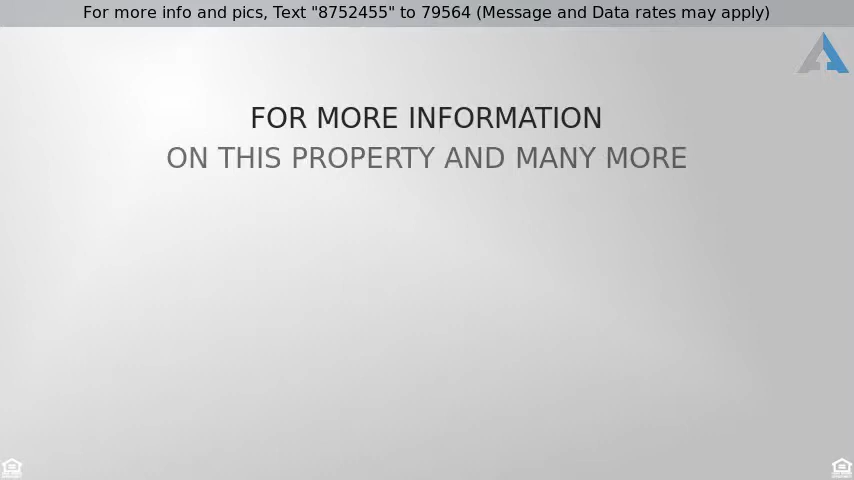 For more info and pics, Text "8752455" to 79564 (Message and Data rates may apply)
FOR MORE INFORMATION
ON THIS PROPERTY AND MANY MORE